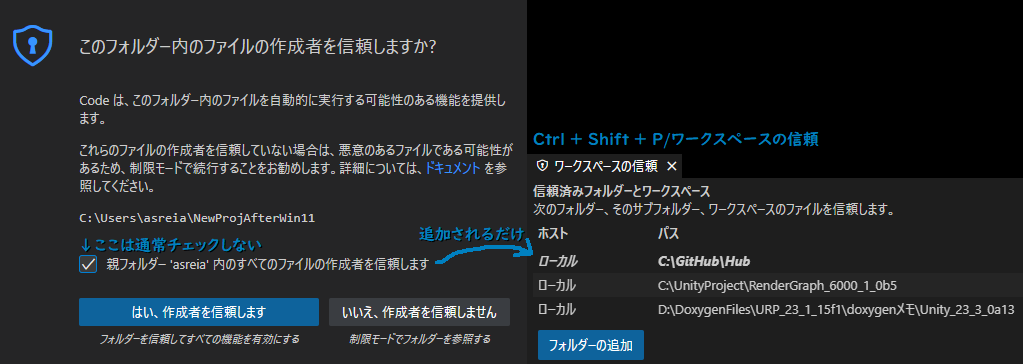 このフォルダー内のファイルの作成者を信頼しますか?
Code は、このフォルダー内のファイルを自動的に実行する可能性のある機能を提供し
ます。
これらのファイルの作成者を信頼していない場合は、悪意のあるファイルである可能性が
あるため、制限モードで続行することをお勧めします。詳細については、ドキュメント を参
照してください。
C:\Users\asreia\NewProjAfterWin11
↓ここは通常チェックしない
親フォルダー 'asreia' 内のすべてのファイルの作成者を信頼します
はい、作成者を信頼します
フォルダーを信頼してすべての機能を有効にする
いいえ、作成者を信頼しません
制限モードでフォルダーを参照する
追加されるだけ
Ctrl + Shift + P/ワークスペースの信頼
ワークスペースの信頼 ×
信頼済みフォルダーとワークスペース
次のフォルダー、そのサブフォルダー、ワークスペースのファイルを信頼します。
ホスト パス
ローカル C:\GitHub\Hub
ローカル C:\UnityProject\RenderGraph_6000_1_0b5
ローカル D:\DoxygenFiles\URP_23_1_15f1\doxygenメモ\Unity_23_3_0a13
フォルダーの追加